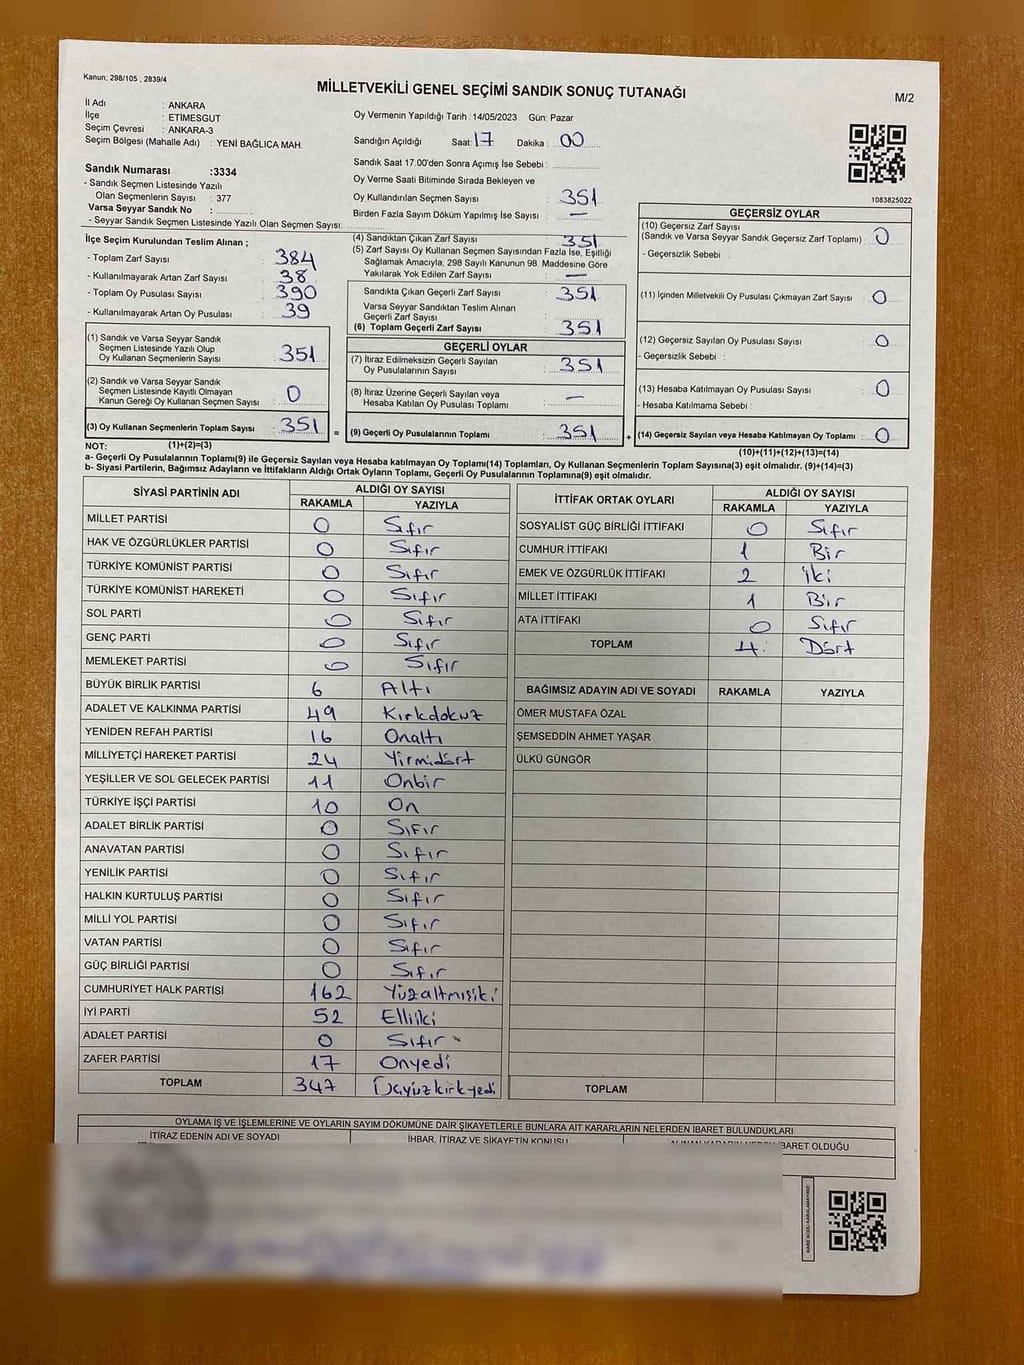 Kanun; 298/105 , 2839/4
MİLLETVEKİLİ GENEL SEÇİMİ SANDIK SONUÇ TUTANAĞI
M/2
İl Adı : ANKARA
İlçe : ETİMESGUT
Seçim Çevresi : ANKARA-3
Seçim Bölgesi (Mahalle Adı) : YENİ BAĞLICA MAH.
Oy Vermenin Yapıldığı Tarih : 14/05/2023 Gün: Pazar
Sandığın Açıldığı Saat: 17 Dakika : 00
Sandık Saat 17:00'den Sonra Açımış İse Sebebi :
Oy Verme Saati Bitiminde Sırada Bekleyen ve
Oy Kullandırılan Seçmen Sayısı : 351
Birden Fazla Sayım Döküm Yapılmış İse Sayısı : —
1083825022
Sandık Numarası :3334
- Sandık Seçmen Listesinde Yazılı
Olan Seçmenlerin Sayısı : 377
Varsa Seyyar Sandık No :
- Seyyar Sandık Seçmen Listesinde Yazılı Olan Seçmen Sayısı:
İlçe Seçim Kurulundan Teslim Alınan ;
- Toplam Zarf Sayısı : 384
- Kullanılmayarak Artan Zarf Sayısı : 38
- Toplam Oy Pusulası Sayısı : 390
- Kullanılmayarak Artan Oy Pusulası : 39
(1) Sandık ve Varsa Seyyar Sandık
Seçmen Listesinde Yazılı Olup
Oy Kullanan Seçmenlerin Sayısı : 351
(2) Sandık ve Varsa Seyyar Sandık
Seçmen Listesinde Kayıtlı Olmayan
Kanun Gereği Oy Kullanan Seçmen Sayısı : 0
(3) Oy Kullanan Seçmenlerin Toplam Sayısı : 351
(4) Sandıktan Çıkan Zarf Sayısı : 351
(5) Zarf Sayısı Oy Kullanan Seçmen Sayısından Fazla İse, Eşitliği
Sağlamak Amacıyla, 298 Sayılı Kanunun 98. Maddesine Göre
Yakılarak Yok Edilen Zarf Sayısı : —
Sandıkta Çıkan Geçerli Zarf Sayısı : 351
Varsa Seyyar Sandıktan Teslim Alınan
Geçerli Zarf Sayısı :
(6) Toplam Geçerli Zarf Sayısı : 351
GEÇERLİ OYLAR
(7) İtiraz Edilmeksizin Geçerli Sayılan
Oy Pusulalarının Sayısı : 351
(8) İtiraz Üzerine Geçerli Sayılan veya
Hesaba Katılan Oy Pusulası Toplamı : —
= (9) Geçerli Oy Pusulalarının Toplamı : 351
GEÇERSİZ OYLAR
(10) Geçersiz Zarf Sayısı
(Sandık ve Varsa Seyyar Sandık Geçersiz Zarf Toplamı) : 0
- Geçersizlik Sebebi :
(11) İçinden Milletvekili Oy Pusulası Çıkmayan Zarf Sayısı : 0
(12) Geçersiz Sayılan Oy Pusulası Sayısı : 0
- Geçersizlik Sebebi :
(13) Hesaba Katılmayan Oy Pusulası Sayısı : 0
- Hesaba Katılmama Sebebi :
+ (14) Geçersiz Sayılan veya Hesaba Katılmayan Oy Toplamı : 0
NOT: (1)+(2)=(3)
(10)+(11)+(12)+(13)=(14)
a- Geçerli Oy Pusulalarının Toplamı(9) ile Geçersiz Sayılan veya Hesaba katılmayan Oy Toplamı(14) Toplamları, Oy Kullanan Seçmenlerin Toplam Sayısına(3) eşit olmalıdır. (9)+(14)=(3)
b- Siyasi Partilerin, Bağımsız Adayların ve İttifakların Aldığı Ortak Oyların Toplamı, Geçerli Oy Pusulalarının Toplamına(9) eşit olmalıdır.
SİYASİ PARTİNİN ADI ALDIĞI OY SAYISI
RAKAMLA YAZIYLA
MİLLET PARTİSİ 0 Sıfır
HAK VE ÖZGÜRLÜKLER PARTİSİ 0 Sıfır
TÜRKİYE KOMÜNİST PARTİSİ 0 Sıfır
TÜRKİYE KOMÜNİST HAREKETİ 0 Sıfır
SOL PARTİ 0 Sıfır
GENÇ PARTİ 0 Sıfır
MEMLEKET PARTİSİ 0 Sıfır
BÜYÜK BİRLİK PARTİSİ 6 Altı
ADALET VE KALKINMA PARTİSİ 49 Kırkdokuz
YENİDEN REFAH PARTİSİ 16 Onaltı
MİLLİYETÇİ HAREKET PARTİSİ 24 Yirmidört
YEŞİLLER VE SOL GELECEK PARTİSİ 11 Onbir
TÜRKİYE İŞÇİ PARTİSİ 10 On
ADALET BİRLİK PARTİSİ 0 Sıfır
ANAVATAN PARTİSİ 0 Sıfır
YENİLİK PARTİSİ 0 Sıfır
HALKIN KURTULUŞ PARTİSİ 0 Sıfır
MİLLİ YOL PARTİSİ 0 Sıfır
VATAN PARTİSİ 0 Sıfır
GÜÇ BİRLİĞİ PARTİSİ 0 Sıfır
CUMHURİYET HALK PARTİSİ 162 Yüzaltmışiki
İYİ PARTİ 52 Elliiki
ADALET PARTİSİ 0 Sıfır
ZAFER PARTİSİ 17 Onyedi
TOPLAM 347 Üçyüzkırkyedi
İTTİFAK ORTAK OYLARI ALDIĞI OY SAYISI
RAKAMLA YAZIYLA
SOSYALİST GÜÇ BİRLİĞİ İTTİFAKI 0 Sıfır
CUMHUR İTTİFAKI 1 Bir
EMEK VE ÖZGÜRLÜK İTTİFAKI 2 iki
MİLLET İTTİFAKI 1 Bir
ATA İTTİFAKI 0 Sıfır
TOPLAM 4 Dört
BAĞIMSIZ ADAYIN ADI VE SOYADI RAKAMLA YAZIYLA
ÖMER MUSTAFA ÖZAL
ŞEMSEDDİN AHMET YAŞAR
ÜLKÜ GÜNGÖR
TOPLAM
OYLAMA İŞ VE İŞLEMLERİNE VE OYLARIN SAYIM DÖKÜMÜNE DAİR ŞİKAYETLERLE BUNLARA AİT KARARLARIN NELERDEN İBARET BULUNDUKLARI
İTİRAZ EDENİN ADI VE SOYADI İHBAR, İTİRAZ VE ŞİKAYETİN KONUSU ALINAN KARARIN NEDEN İBARET OLDUĞU
KARE KODU KARALAMAYINIZ!